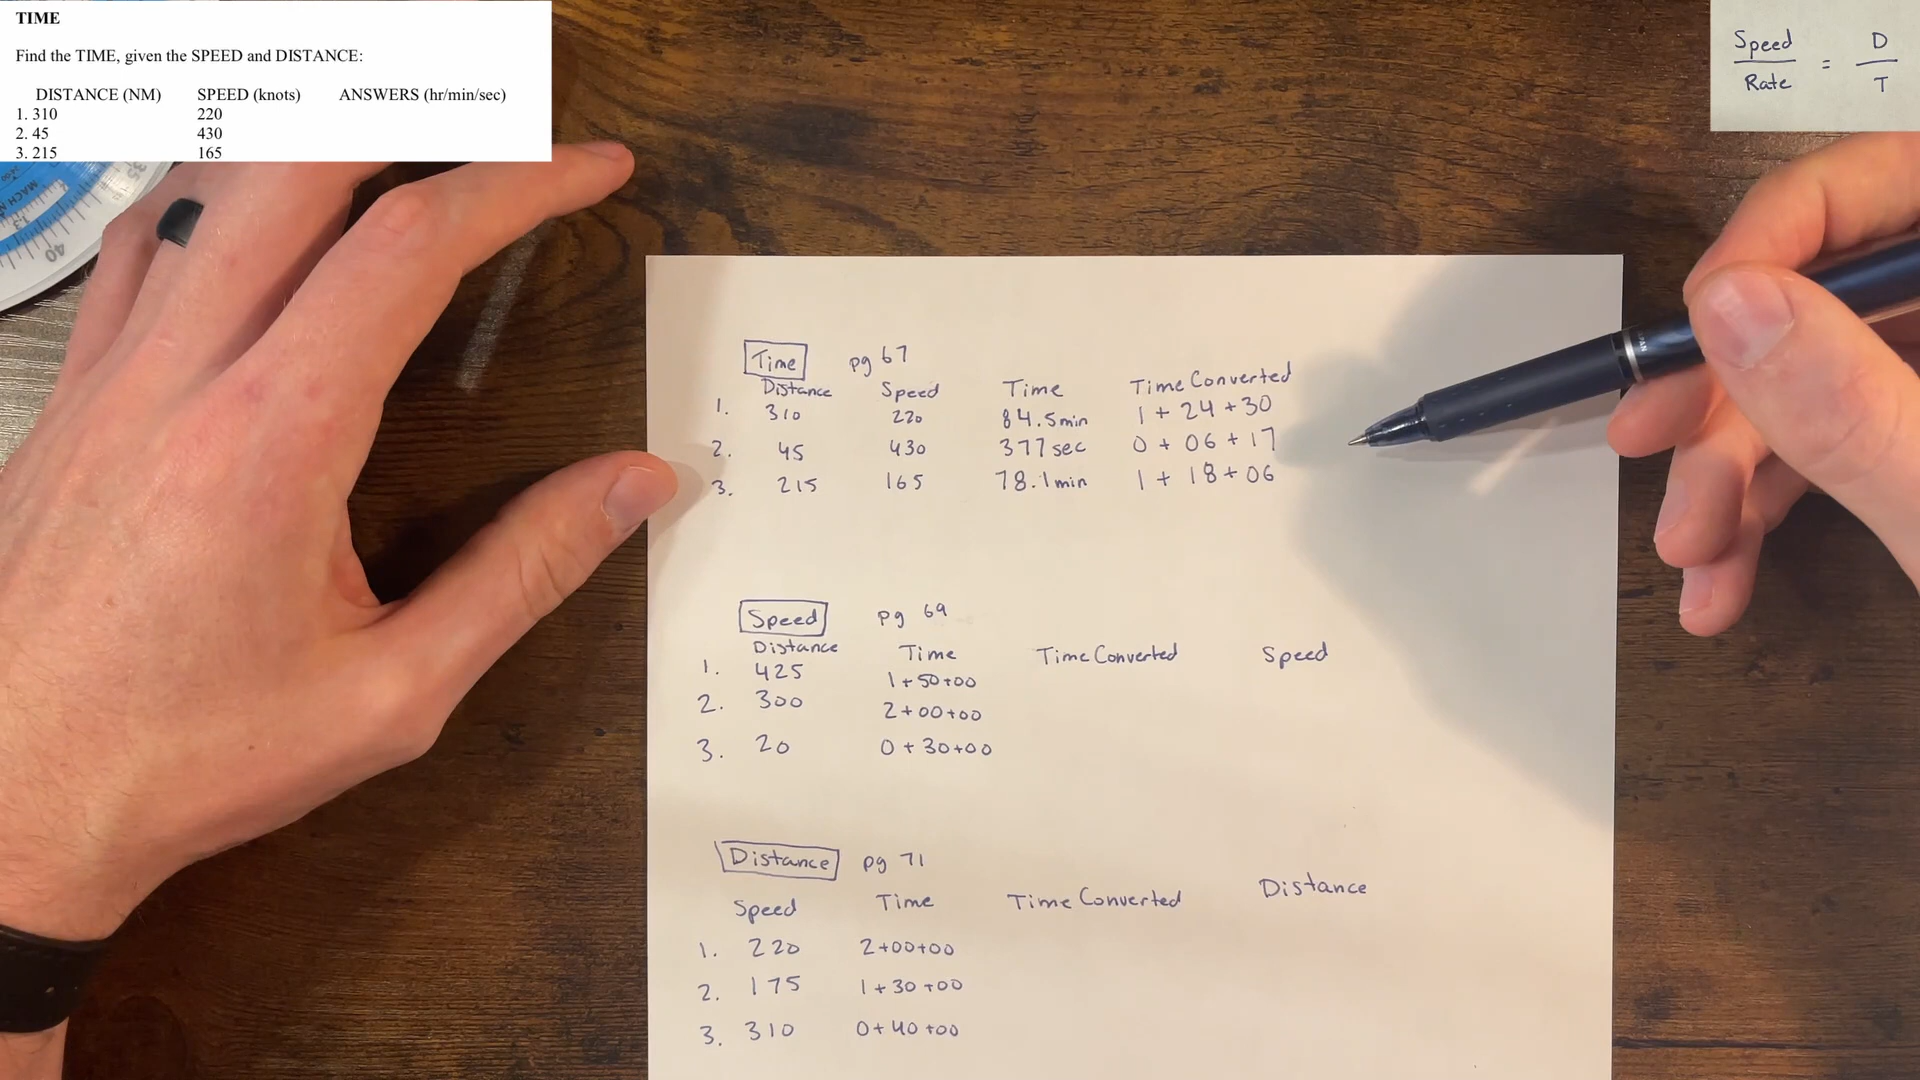 TIME
Find the TIME, given the SPEED and DISTANCE:
DISTANCE (NM) SPEED (knots) ANSWERS (hr/min/sec)
1. 310 220
2. 45 430
3. 215 165
Speed D
= 
Rate T
MACH
40
35
Time pg 67
Distance Speed Time Time Converted
1. 310 220 84.5min 1 + 24 + 30
2. 45 430 377sec 0 + 06 + 17
3. 215 165 78.1min 1 + 18 + 06
Speed pg 69
Distance Time Time Converted Speed
1. 425 1+50+00
2. 300 2+00+00
3. 20 0+30+00
Distance pg 71
Speed Time Time Converted Distance
1. 220 2+00+00
2. 175 1+30+00
3. 310 0+40+00